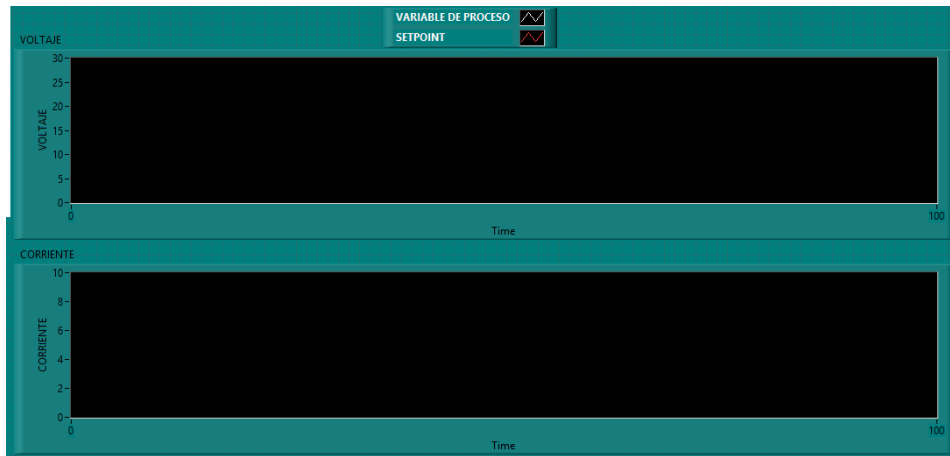 VARIABLE DE PROCESO
SETPOINT
VOLTAJE
VOLTAJE
30
25
20
15
10
5
0
0
100
Time
CORRIENTE
CORRIENTE
10
8
6
4
2
0
0
100
Time